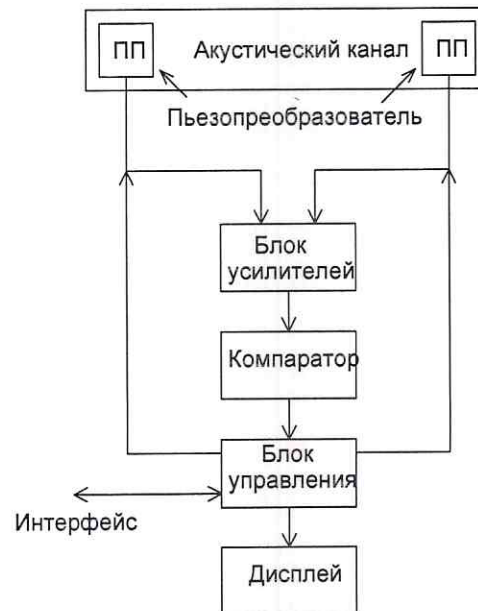 ПП Акустический канал ПП
Пьезопреобразователь
Блок
усилителей
Компаратор
Блок
управления
Интерфейс
Дисплей